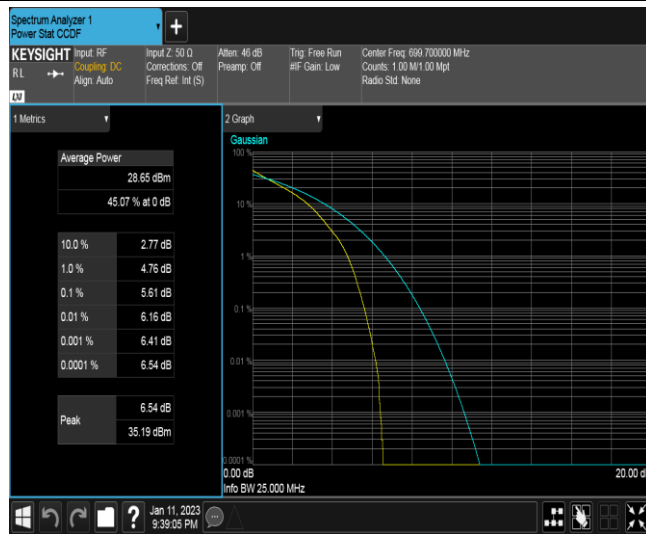 Spectrum Analyzer 1
Power Stat CCDF
+
KEYSIGHT
RL
LXI
Input: RF
Coupling: DC
Align: Auto
Input Z: 50 Ω
Corrections: Off
Freq Ref: Int (S)
Atten: 46 dB
Preamp: Off
Trig: Free Run
#IF Gain: Low
Center Freq: 699.700000 MHz
Counts: 1.00 M/1.00 Mpt
Radio Std: None
1 Metrics
Average Power
28.65 dBm
45.07 % at 0 dB
10.0 % 2.77 dB
1.0 % 4.76 dB
0.1 % 5.61 dB
0.01 % 6.16 dB
0.001 % 6.41 dB
0.0001 % 6.54 dB
Peak
6.54 dB
35.19 dBm
2 Graph
Gaussian
100 %
10 %
1 %
0.1 %
0.01 %
0.001 %
0.0001 %
0.00 dB
20.00 d
Info BW 25.000 MHz
?
Jan 11, 2023
9:39:05 PM